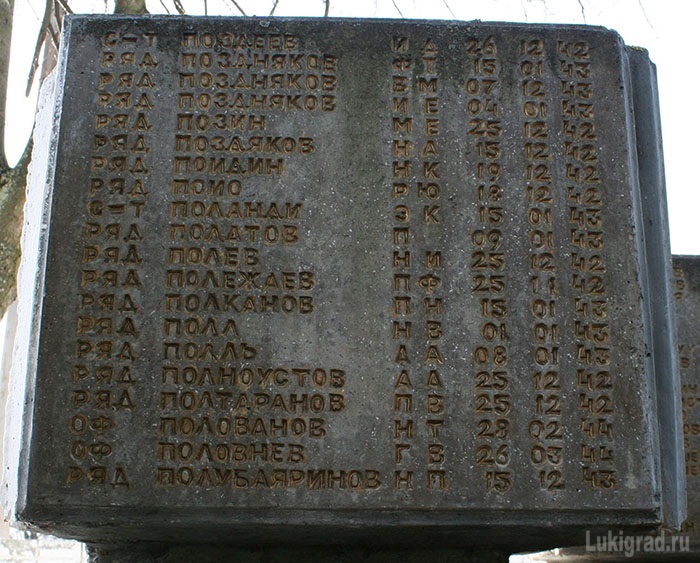 С-Т ПОЗДЕЕВ И Д 26 12 42
РЯД ПОЗДНЯКОВ Ф Т 15 01 43
РЯД ПОЗДНЯКОВ В М 07 12 43
РЯД ПОЗДНЯКОВ И Е 04 01 43
РЯД ПОЗИН М Е 25 12 42
РЯД ПОЗДЯКОВ Н Д 15 12 42
РЯД ПОИДИН Н К 19 12 42
РЯД ПОЙО Р Ю 18 12 42
С-Т ПОЛАНДИ Э К 15 01 43
РЯД ПОЛАТОВ П 09 01 43
РЯД ПОЛЕВ Н И 25 12 42
РЯД ПОЛЕЖАЕВ П Ф 25 11 42
РЯД ПОЛКАНОВ П Н 15 01 43
РЯД ПОЛЛ Н В 01 01 43
РЯД ПОЛЛЬ А А 08 01 43
РЯД ПОЛНОУСТОВ А Д 25 12 42
РЯД ПОЛТАРАНОВ П В 25 12 42
ОФ ПОЛОВАНОВ Н Т 28 02 44
ОФ ПОЛОВНЕВ Г В 26 03 44
РЯД ПОЛУБАЯРИНОВ Н П 15 12 43
Lukigrad.ru